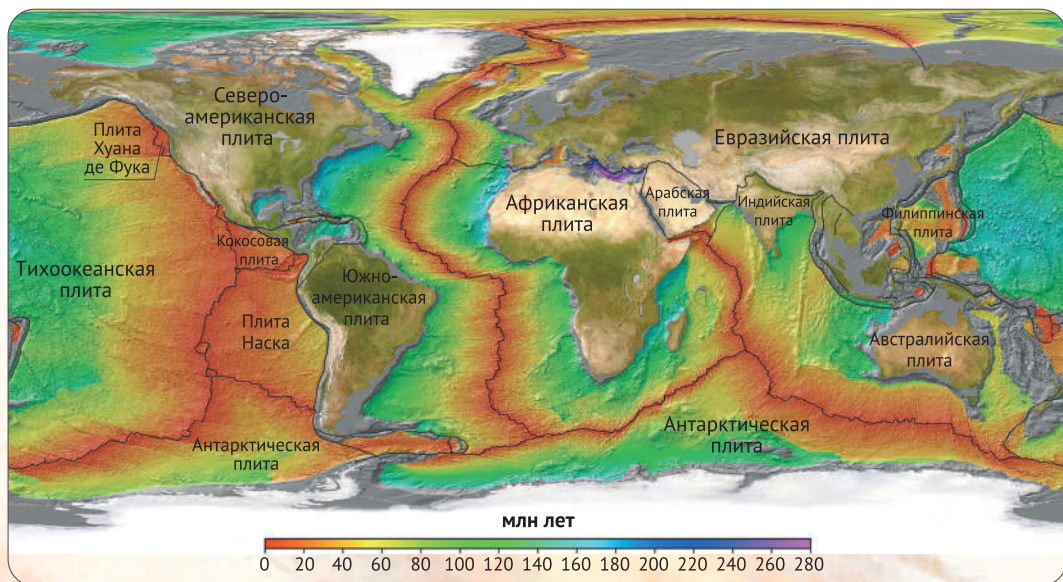 Северо-
американская
плита
Плита
Хуана
де Фука
Евразийская плита
Африканская
плита
Арабская
плита
Индийская
плита
Филиппинская
плита
Кокосовая
плита
Тихоокеанская
плита
Южно-
американская
плита
Плита
Наска
Австралийская
плита
Антарктическая
плита
Антарктическая
плита
млн лет
0 20 40 60 80 100 120 140 160 180 200 220 240 260 280